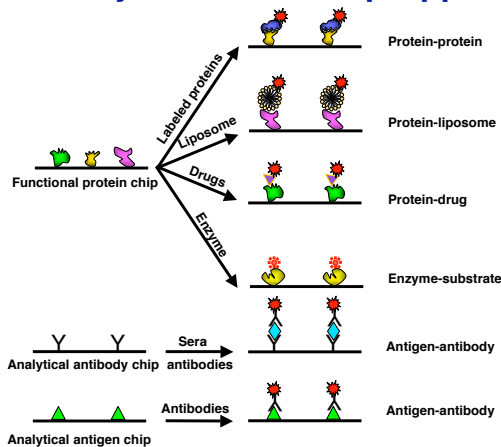 Labeled proteins
Protein-protein
Liposome
Protein-liposome
Functional protein chip
Drugs
Protein-drug
Enzyme
Enzyme-substrate
Analytical antibody chip
Sera
antibodies
Antigen-antibody
Analytical antigen chip
Antibodies
Antigen-antibody